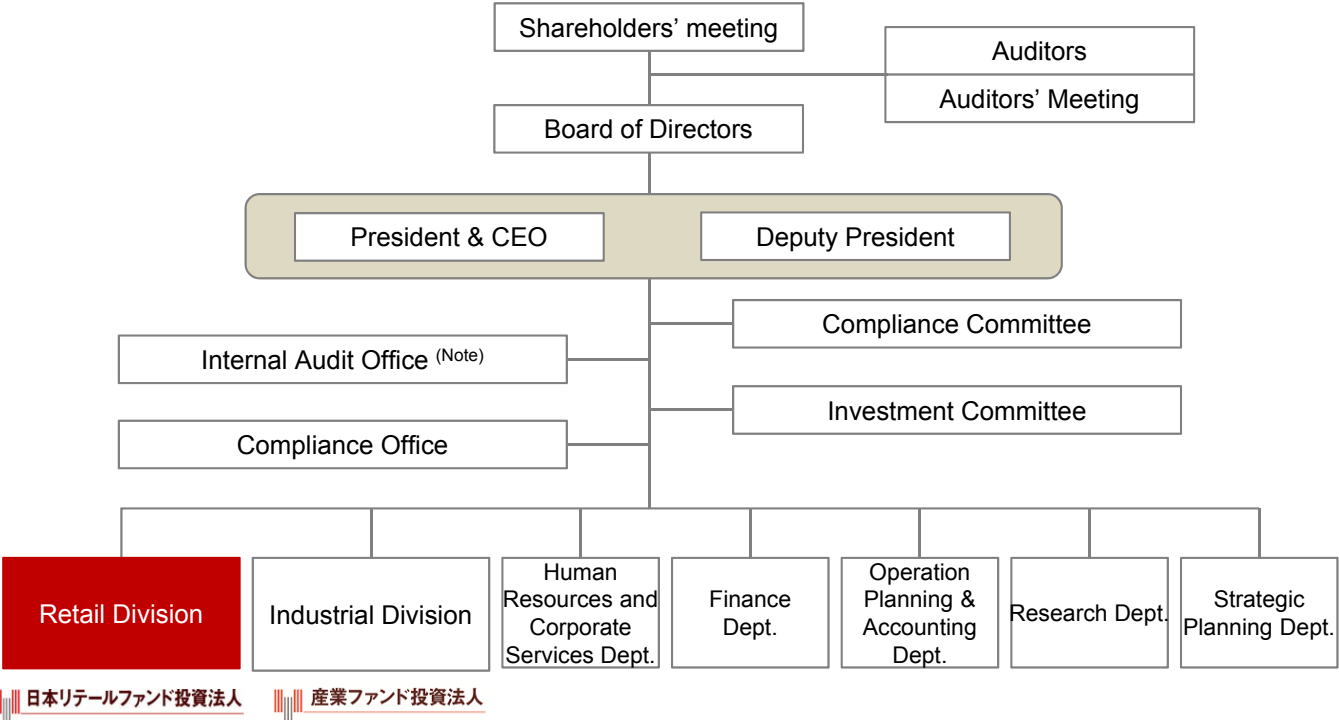 Shareholders' meeting
Auditors
Auditors' Meeting
Board of Directors
President & CEO
Deputy President
Compliance Committee
Internal Audit Office (Note)
Investment Committee
Compliance Office
Retail Division
Industrial Division
Human
Resources and
Corporate
Services Dept.
Finance
Dept.
Operation
Planning &
Accounting
Dept.
Research Dept.
Strategic
Planning Dept.
日本リテールファンド投資法人
産業ファンド投資法人